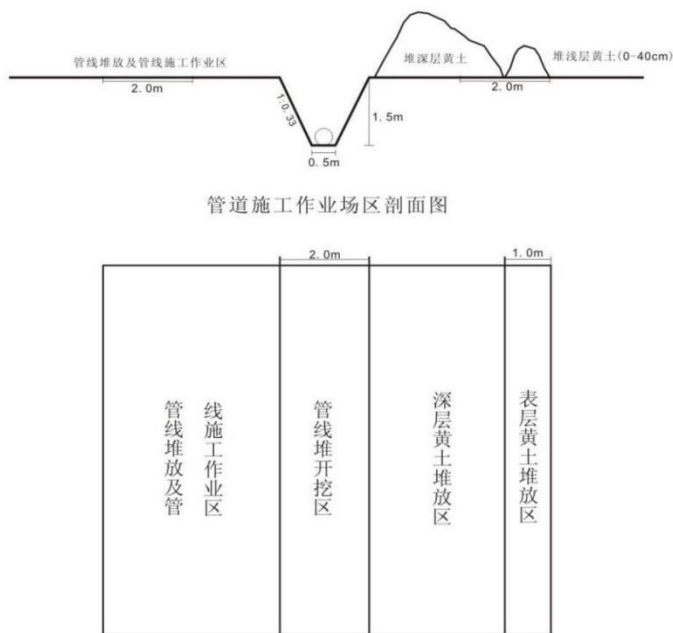 管线堆放及管线施工作业区
堆深层黄土
堆浅层黄土(0-40cm)
2.0m
2.0m
1:0.33
1.5m
0.5m
管道施工作业场区剖面图
2.0m
1.0m
管线堆放及管
线施工作业区
管线堆开挖区
深层黄土堆放区
表层黄土堆放区